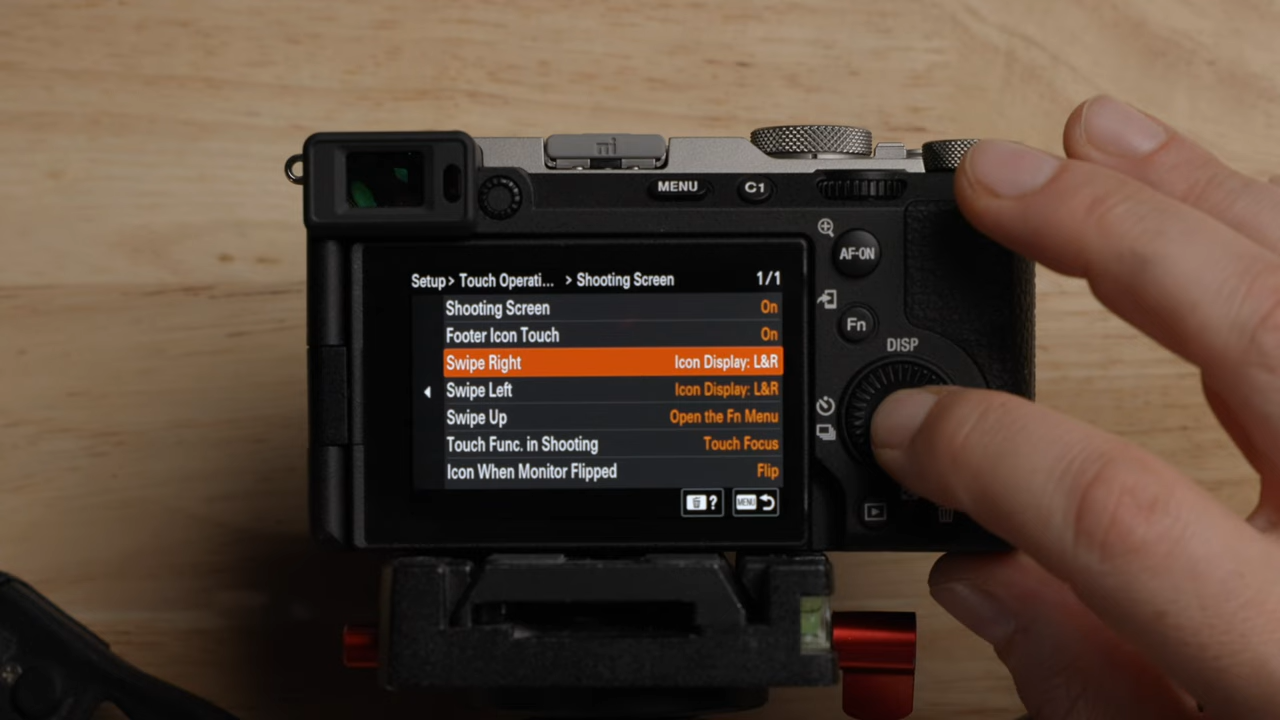 MENU
C1
AF-ON
Fn
DISP
Setup> Touch Operati... > Shooting Screen 1/1
Shooting Screen On
Footer Icon Touch On
Swipe Right Icon Display: L&R
Swipe Left Icon Display: L&R
Swipe Up Open the Fn Menu
Touch Func. in Shooting Touch Focus
Icon When Monitor Flipped Flip
? MENU